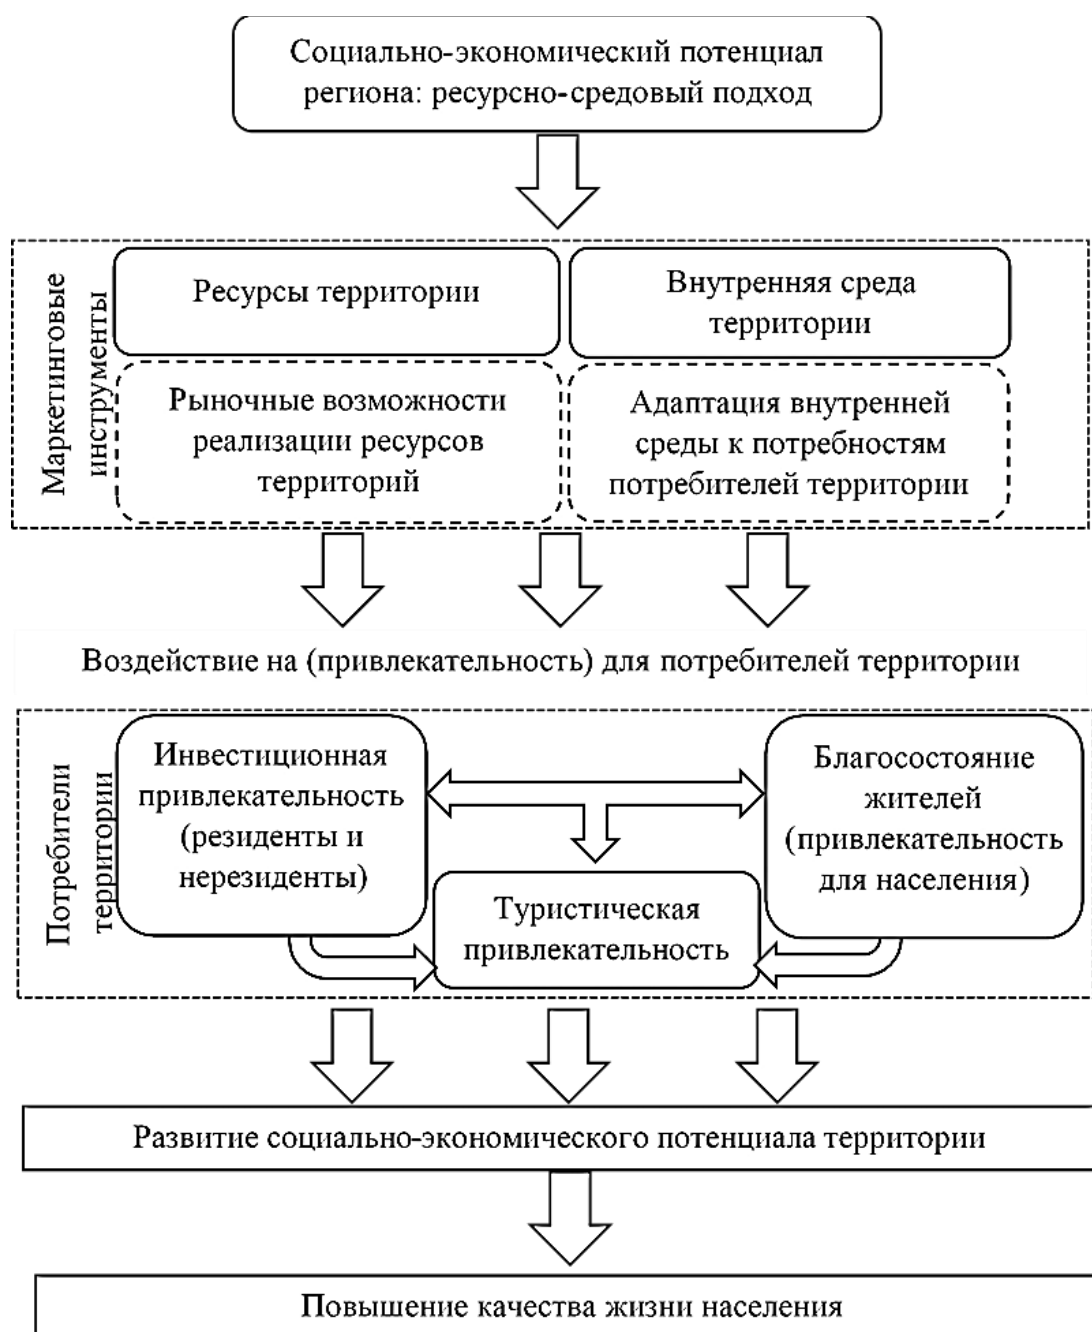 Социально-экономический потенциал
региона: ресурсно-средовый подход
Маркетинговые
инструменты
Ресурсы территории
Внутренняя среда
территории
Рыночные возможности
реализации ресурсов
территорий
Адаптация внутренней
среды к потребностям
потребителей территории
Воздействие на (привлекательность) для потребителей территории
Потребители
территории
Инвестиционная
привлекательность
(резиденты и
нерезиденты)
Благосостояние
жителей
(привлекательность
для населения)
Туристическая
привлекательность
Развитие социально-экономического потенциала территории
Повышение качества жизни населения